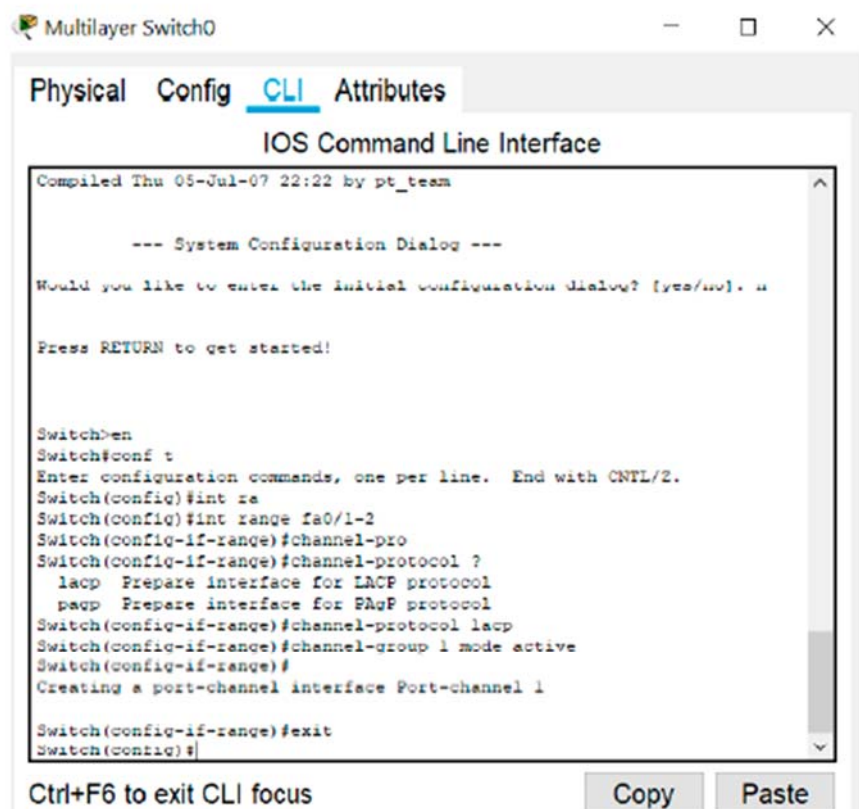 Multilayer Switch0
Physical Config CLI Attributes
IOS Command Line Interface
Compiled Thu 05-Jul-07 22:22 by pt_team
--- System Configuration Dialog ---
Would you like to enter the initial configuration dialog? [yes/no]. n
Press RETURN to get started!
Switch>en
Switch#conf t
Enter configuration commands, one per line. End with CNTL/Z.
Switch(config)#int ra
Switch(config)#int range fa0/1-2
Switch(config-if-range)#channel-pro
Switch(config-if-range)#channel-protocol ?
lacp Prepare interface for LACP protocol
pagp Prepare interface for PAgP protocol
Switch(config-if-range)#channel-protocol lacp
Switch(config-if-range)#channel-group 1 mode active
Switch(config-if-range)#
Creating a port-channel interface Port-channel 1
Switch(config-if-range)#exit
Switch(config)#
Ctrl+F6 to exit CLI focus
Copy Paste